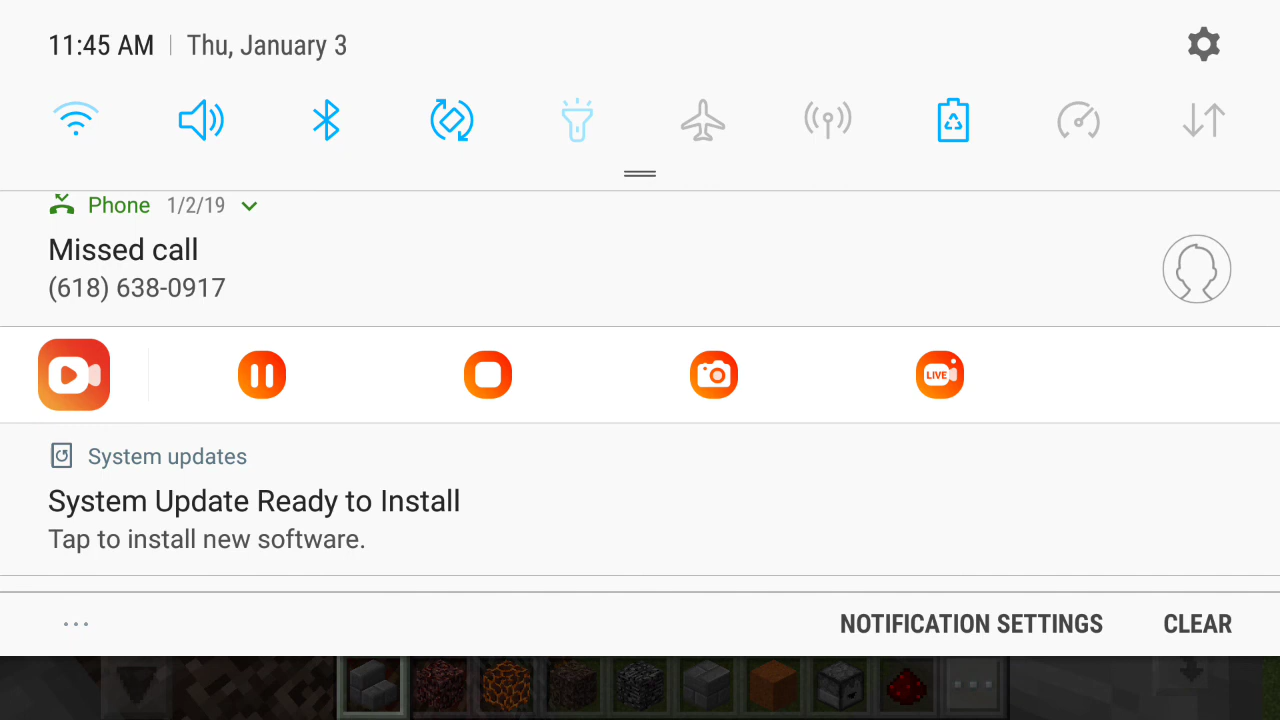 11:45 AM | Thu, January 3
Phone 1/2/19
Missed call
(618) 638-0917
LIVE
System updates
System Update Ready to Install
Tap to install new software.
...
NOTIFICATION SETTINGS CLEAR